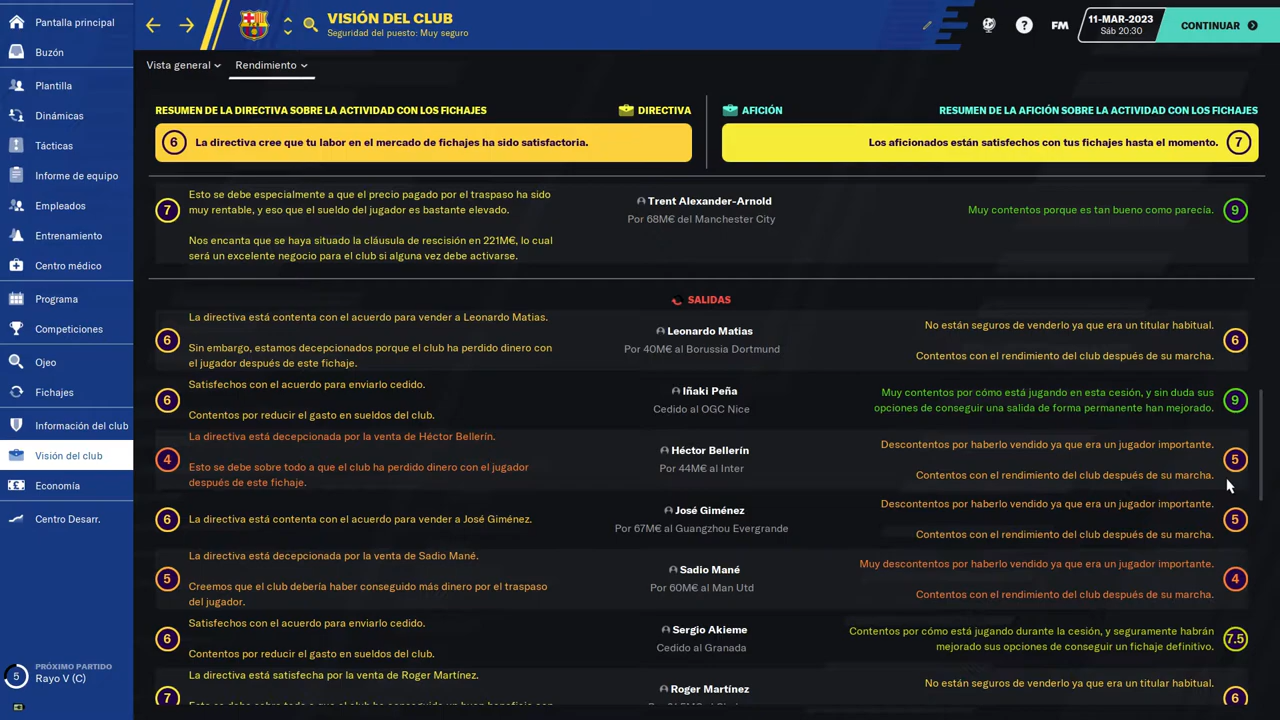 Pantalla principal
Buzón
Plantilla
Dinámicas
Tácticas
Informe de equipo
Empleados
Entrenamiento
Centro médico
Programa
Competiciones
Ojeo
Fichajes
Información del club
Visión del club
Economía
Centro Desarr.
PRÓXIMO PARTIDO
5
Rayo V (C)
VISIÓN DEL CLUB
Seguridad del puesto: Muy seguro
?
FM
11-MAR-2023
Sáb 20:30
CONTINUAR
Vista general
Rendimiento
RESUMEN DE LA DIRECTIVA SOBRE LA ACTIVIDAD CON LOS FICHAJES
DIRECTIVA
AFICIÓN
RESUMEN DE LA AFICIÓN SOBRE LA ACTIVIDAD CON LOS FICHAJES
6
La directiva cree que tu labor en el mercado de fichajes ha sido satisfactoria.
Los aficionados están satisfechos con tus fichajes hasta el momento.
7
7
Esto se debe especialmente a que el precio pagado por el traspaso ha sido
muy rentable, y eso que el sueldo del jugador es bastante elevado.
Nos encanta que se haya situado la cláusula de rescisión en 221M€, lo cual
será un excelente negocio para el club si alguna vez debe activarse.
Trent Alexander-Arnold
Por 68M€ del Manchester City
Muy contentos porque es tan bueno como parecía.
9
SALIDAS
6
La directiva está contenta con el acuerdo para vender a Leonardo Matias.
Sin embargo, estamos decepcionados porque el club ha perdido dinero con
el jugador después de este fichaje.
Leonardo Matias
Por 40M€ al Borussia Dortmund
No están seguros de venderlo ya que era un titular habitual.
Contentos con el rendimiento del club después de su marcha.
6
6
Satisfechos con el acuerdo para enviarlo cedido.
Contentos por reducir el gasto en sueldos del club.
Iñaki Peña
Cedido al OGC Nice
Muy contentos por cómo está jugando en esta cesión, y sin duda sus
opciones de conseguir una salida de forma permanente han mejorado.
9
4
La directiva está decepcionada por la venta de Héctor Bellerín.
Esto se debe sobre todo a que el club ha perdido dinero con el jugador
después de este fichaje.
Héctor Bellerín
Por 44M€ al Inter
Descontentos por haberlo vendido ya que era un jugador importante.
Contentos con el rendimiento del club después de su marcha.
5
6
La directiva está contenta con el acuerdo para vender a José Giménez.
José Giménez
Por 67M€ al Guangzhou Evergrande
Descontentos por haberlo vendido ya que era un jugador importante.
Contentos con el rendimiento del club después de su marcha.
5
5
La directiva está decepcionada por la venta de Sadio Mané.
Creemos que el club debería haber conseguido más dinero por el traspaso
del jugador.
Sadio Mané
Por 60M€ al Man Utd
Muy descontentos por haberlo vendido ya que era un jugador importante.
Contentos con el rendimiento del club después de su marcha.
4
6
Satisfechos con el acuerdo para enviarlo cedido.
Contentos por reducir el gasto en sueldos del club.
Sergio Akieme
Cedido al Granada
Contentos por cómo está jugando durante la cesión, y seguramente habrán
mejorado sus opciones de conseguir un fichaje definitivo.
7.5
7
La directiva está satisfecha por la venta de Roger Martínez.
Roger Martínez
No están seguros de venderlo ya que era un titular habitual.
6